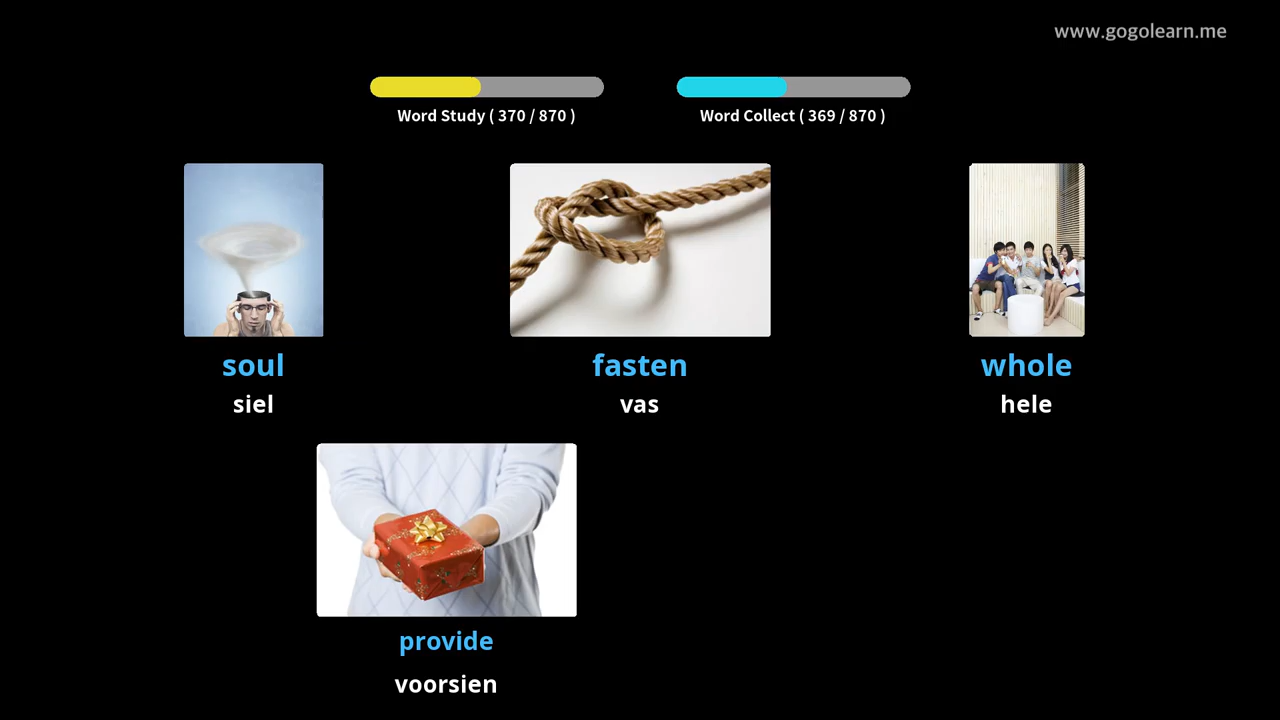 www.gogolearn.me
Word Study ( 370 / 870 )
Word Collect ( 369 / 870 )
soul
siel
fasten
vas
whole
hele
provide
voorsien